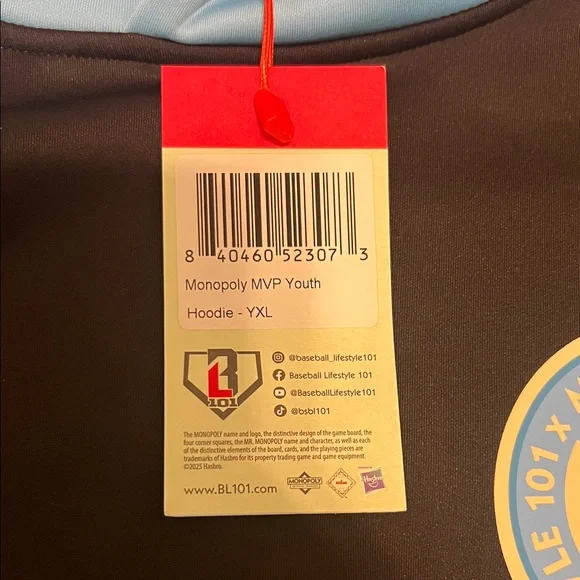 8 40460 52307 3
Monopoly MVP Youth
Hoodie - YXL
@baseball_lifestyle101
Baseball Lifestyle 101
@BaseballLifestyle101
@bsbl101
BL
101
The MONOPOLY name and logo, the distinctive design of the game board, the
four corner squares, the MR. MONOPOLY name and character, as well as each
of the distinctive elements of the board, cards, and the playing pieces are
trademarks of Hasbro for its property trading game and game equipment.
©2025 Hasbro.
www.BL101.com
MONOPOLY
Hasbro
LE 101 X